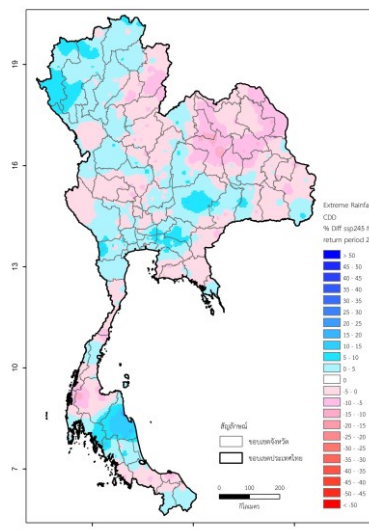 19
16
13
10
7
Extreme Rainfa
CDD
% Diff ssp245
return period 2
> 50
45 - 50
40 - 45
35 - 40
30 - 35
25 - 30
20 - 25
15 - 20
10 - 15
5 - 10
0 - 5
0
-5 - 0
-10 - -5
-15 - -10
-20 - -15
-25 - -20
-30 - -25
-35 - -30
-40 - -35
-45 - -40
-50 - -45
< -50
สัญลักษณ์
ขอบเขตจังหวัด
ขอบเขตประเทศไทย
0 50 100 200
กิโลเมตร